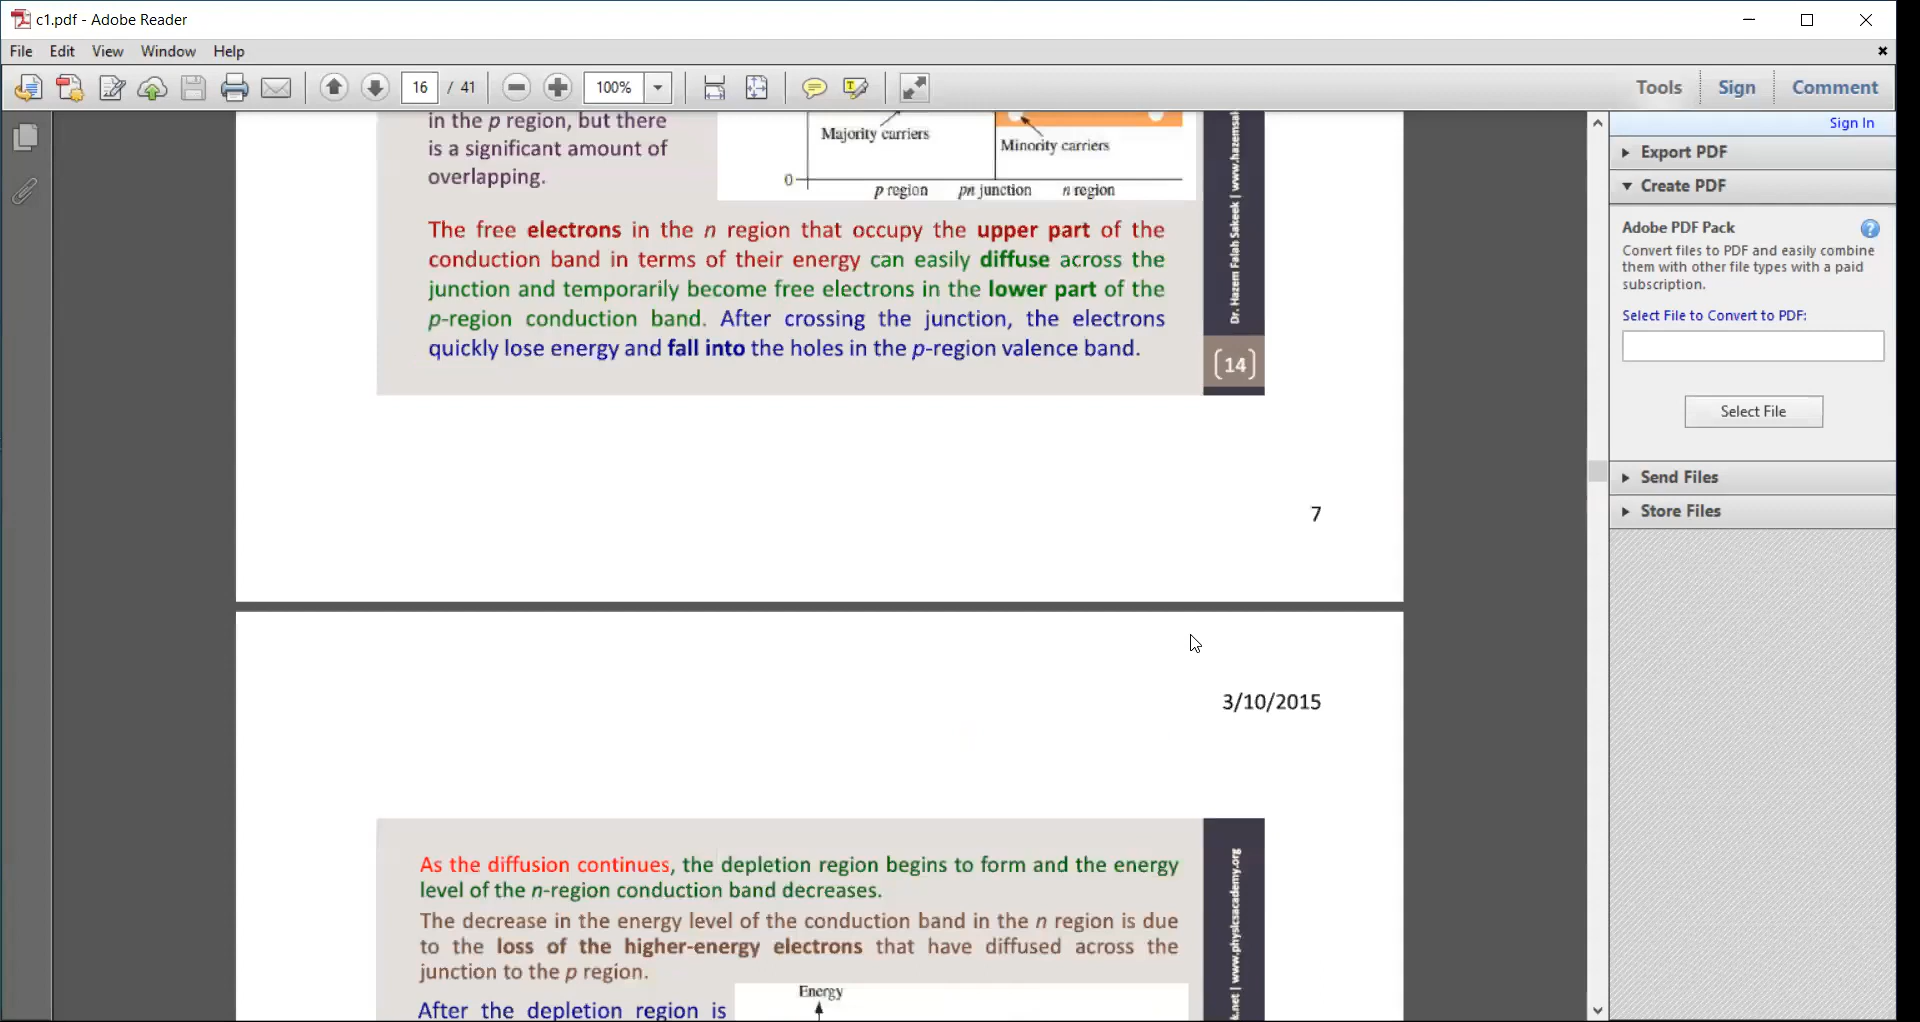 c1.pdf - Adobe Reader
File Edit View Window Help
16 / 41 100% Tools Sign Comment
Sign In
Export PDF
Create PDF
Adobe PDF Pack
Convert files to PDF and easily combine
them with other file types with a paid
subscription.
Select File to Convert to PDF:
Select File
Send Files
Store Files
in the p region, but there
is a significant amount of
overlapping.
Majority carriers
Minority carriers
0
p region pn junction n region
The free electrons in the n region that occupy the upper part of the
conduction band in terms of their energy can easily diffuse across the
junction and temporarily become free electrons in the lower part of the
p-region conduction band. After crossing the junction, the electrons
quickly lose energy and fall into the holes in the p-region valence band.
Dr. Hazem Falah Sakeek | www.hazemsal
(14)
7
3/10/2015
As the diffusion continues, the depletion region begins to form and the energy
level of the n-region conduction band decreases.
The decrease in the energy level of the conduction band in the n region is due
to the loss of the higher-energy electrons that have diffused across the
junction to the p region.
After the depletion region is
Energy
k.net | www.physicsacademy.org